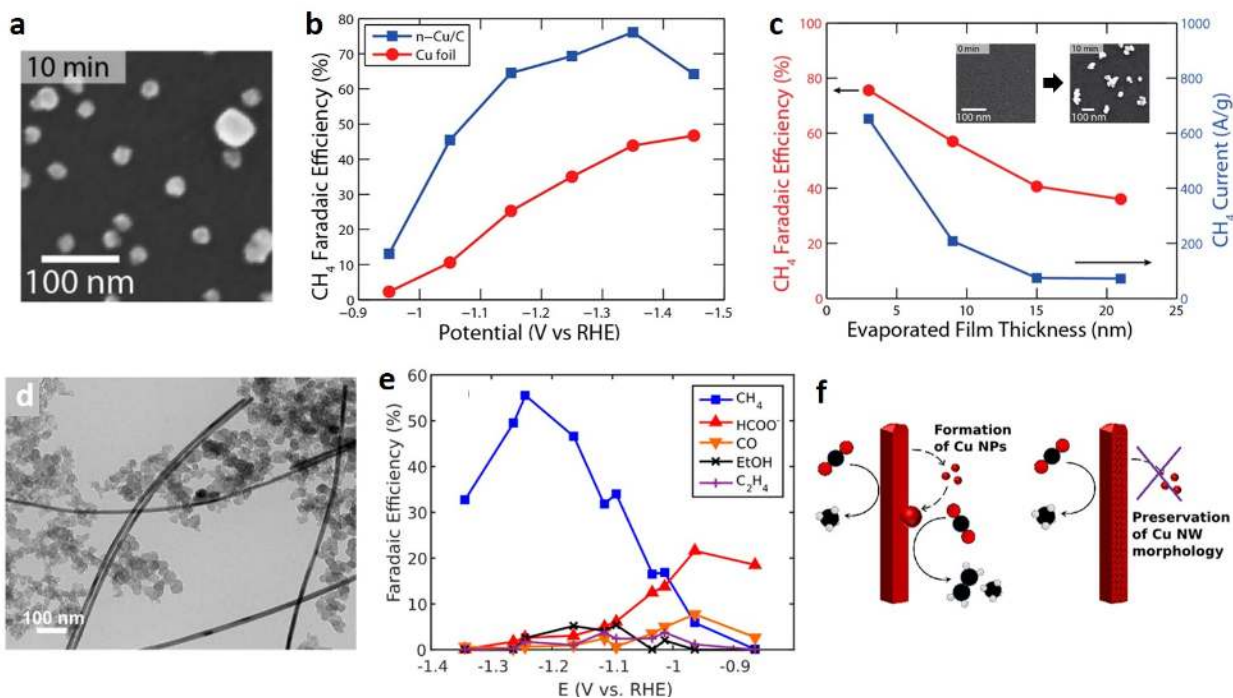 a
10 min
100 nm
b
CH₄ Faradaic Efficiency (%)
80
70
60
50
40
30
20
10
0
n−Cu/C
Cu foil
−0.9 −1 −1.1 −1.2 −1.3 −1.4 −1.5
Potential (V vs RHE)
c
CH₄ Faradaic Efficiency (%)
100
80
60
40
20
0
0 min
100 nm
10 min
100 nm
1000
800
600
400
200
0
CH₄ Current (A/g)
0 5 10 15 20 25
Evaporated Film Thickness (nm)
d
100 nm
e
Faradaic Efficiency (%)
60
50
40
30
20
10
0
CH₄
HCOO⁻
CO
EtOH
C₂H₄
-1.4 -1.3 -1.2 -1.1 -1 -0.9
E (V vs. RHE)
f
Formation
of Cu NPs
Preservation
of Cu NW
morphology